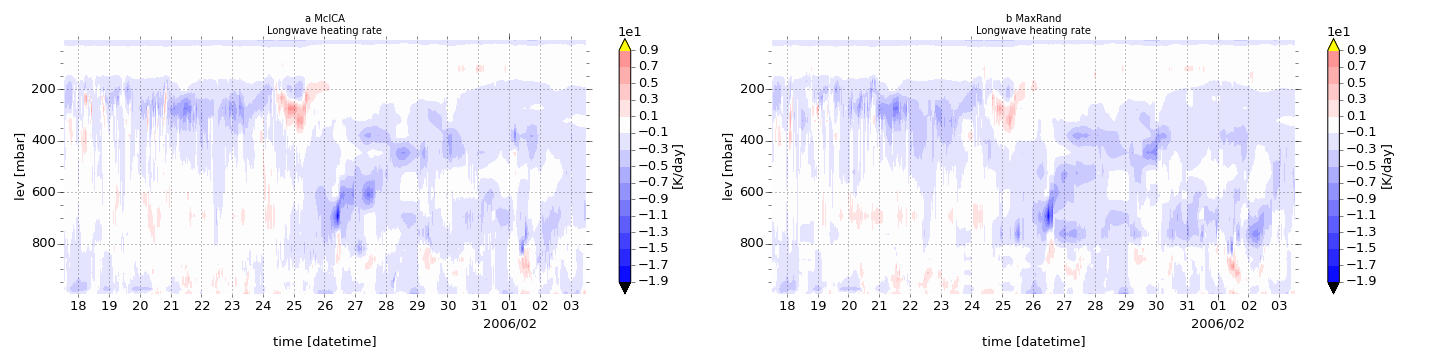 a McICA
Longwave heating rate
1e1
0.9
0.7
0.5
0.3
0.1
−0.1
−0.3
−0.5
−0.7
−0.9
−1.1
−1.3
−1.5
−1.7
−1.9
[K/day]
lev [mbar]
200
400
600
800
18 19 20 21 22 23 24 25 26 27 28 29 30 31 01 02 03
2006/02
time [datetime]
b MaxRand
Longwave heating rate
1e1
0.9
0.7
0.5
0.3
0.1
−0.1
−0.3
−0.5
−0.7
−0.9
−1.1
−1.3
−1.5
−1.7
−1.9
[K/day]
lev [mbar]
200
400
600
800
18 19 20 21 22 23 24 25 26 27 28 29 30 31 01 02 03
2006/02
time [datetime]